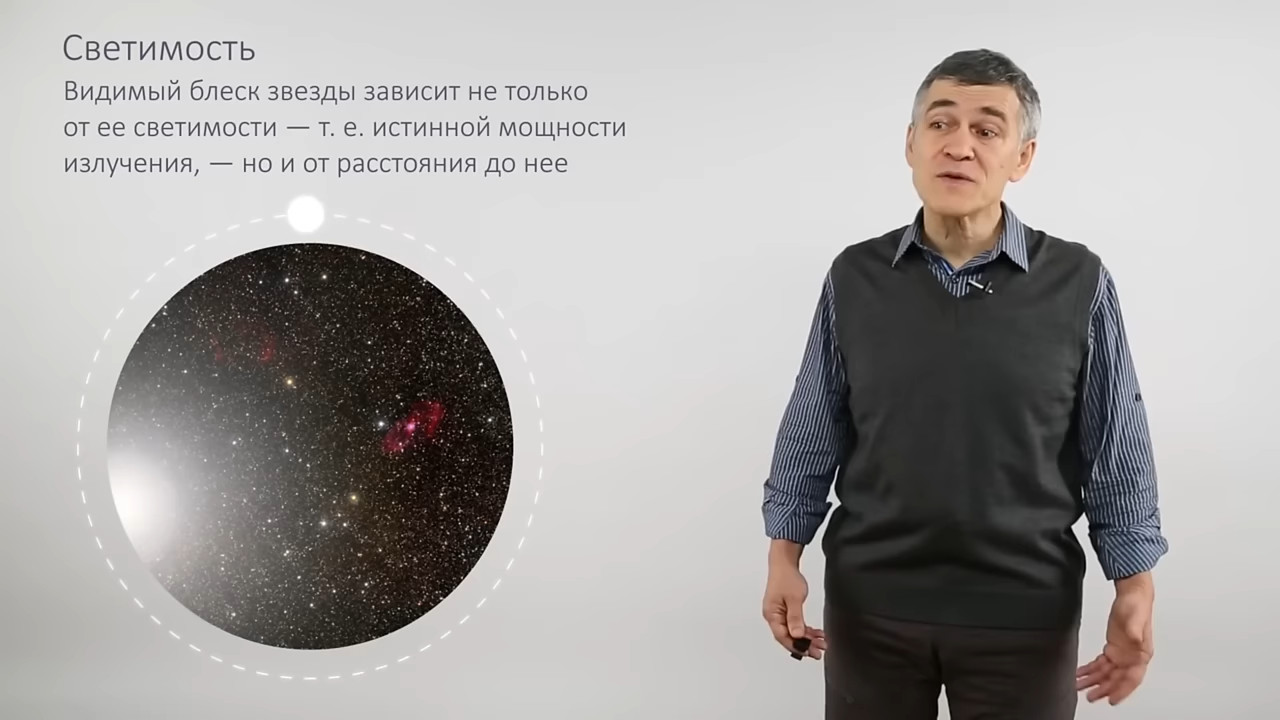 Светимость
Видимый блеск звезды зависит не только
от ее светимости — т. е. истинной мощности
излучения, — но и от расстояния до нее